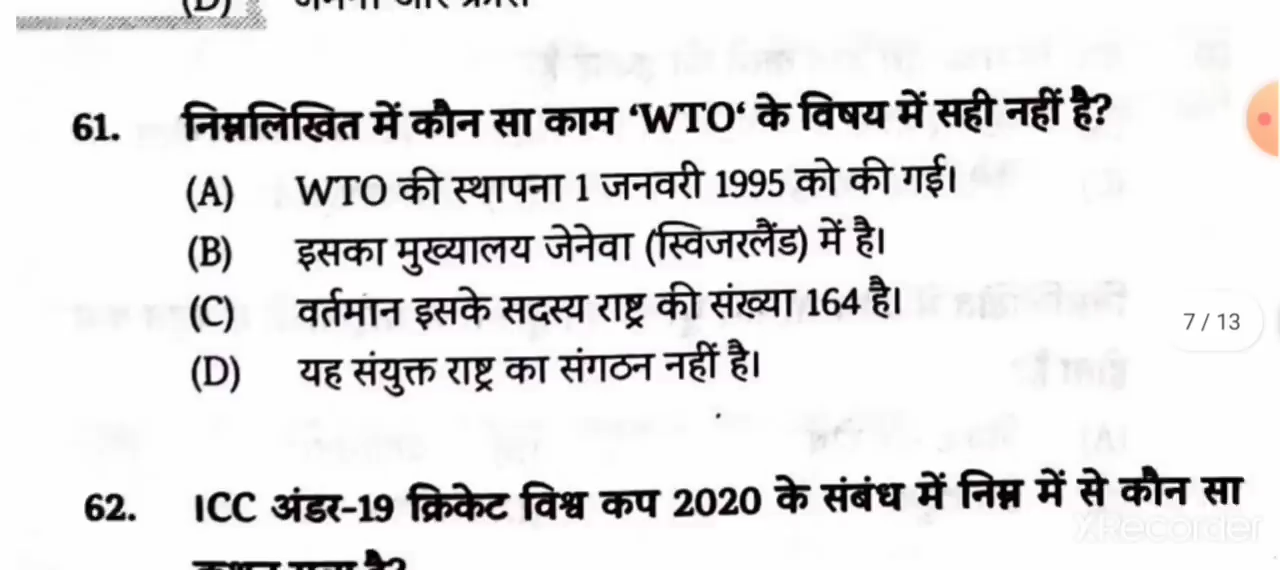 61. निम्नलिखित में कौन सा काम ‘WTO‘ के विषय में सही नहीं है?
(A) WTO की स्थापना 1 जनवरी 1995 को की गई।
(B) इसका मुख्यालय जेनेवा (स्विजरलैंड) में है।
(C) वर्तमान इसके सदस्य राष्ट्र की संख्या 164 है।
7 / 13
(D) यह संयुक्त राष्ट्र का संगठन नहीं है।
62. ICC अंडर-19 क्रिकेट विश्व कप 2020 के संबंध में निम्न में से कौन सा
XRecorder